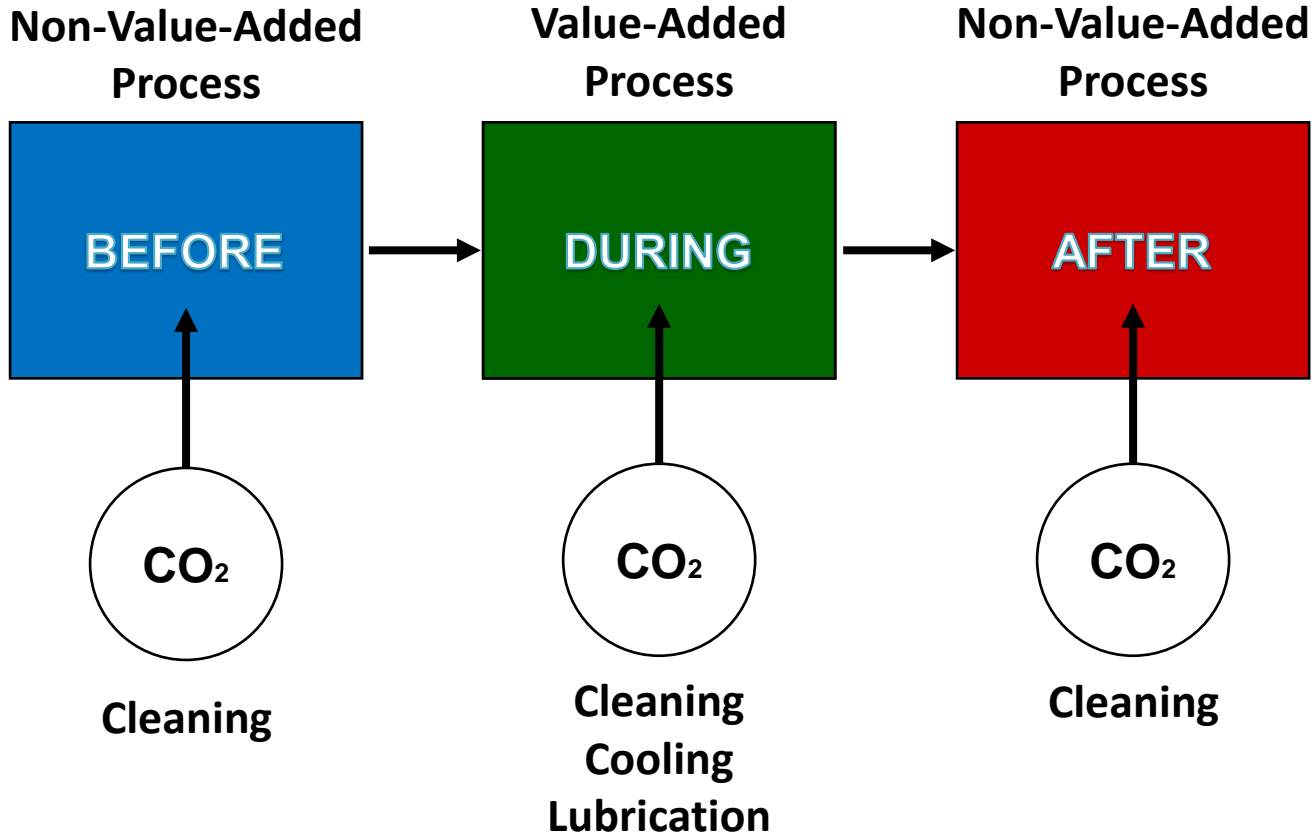 Non-Value-Added
Process
Value-Added
Process
Non-Value-Added
Process
BEFORE
DURING
AFTER
CO₂
CO₂
CO₂
Cleaning
Cleaning
Cooling
Lubrication
Cleaning